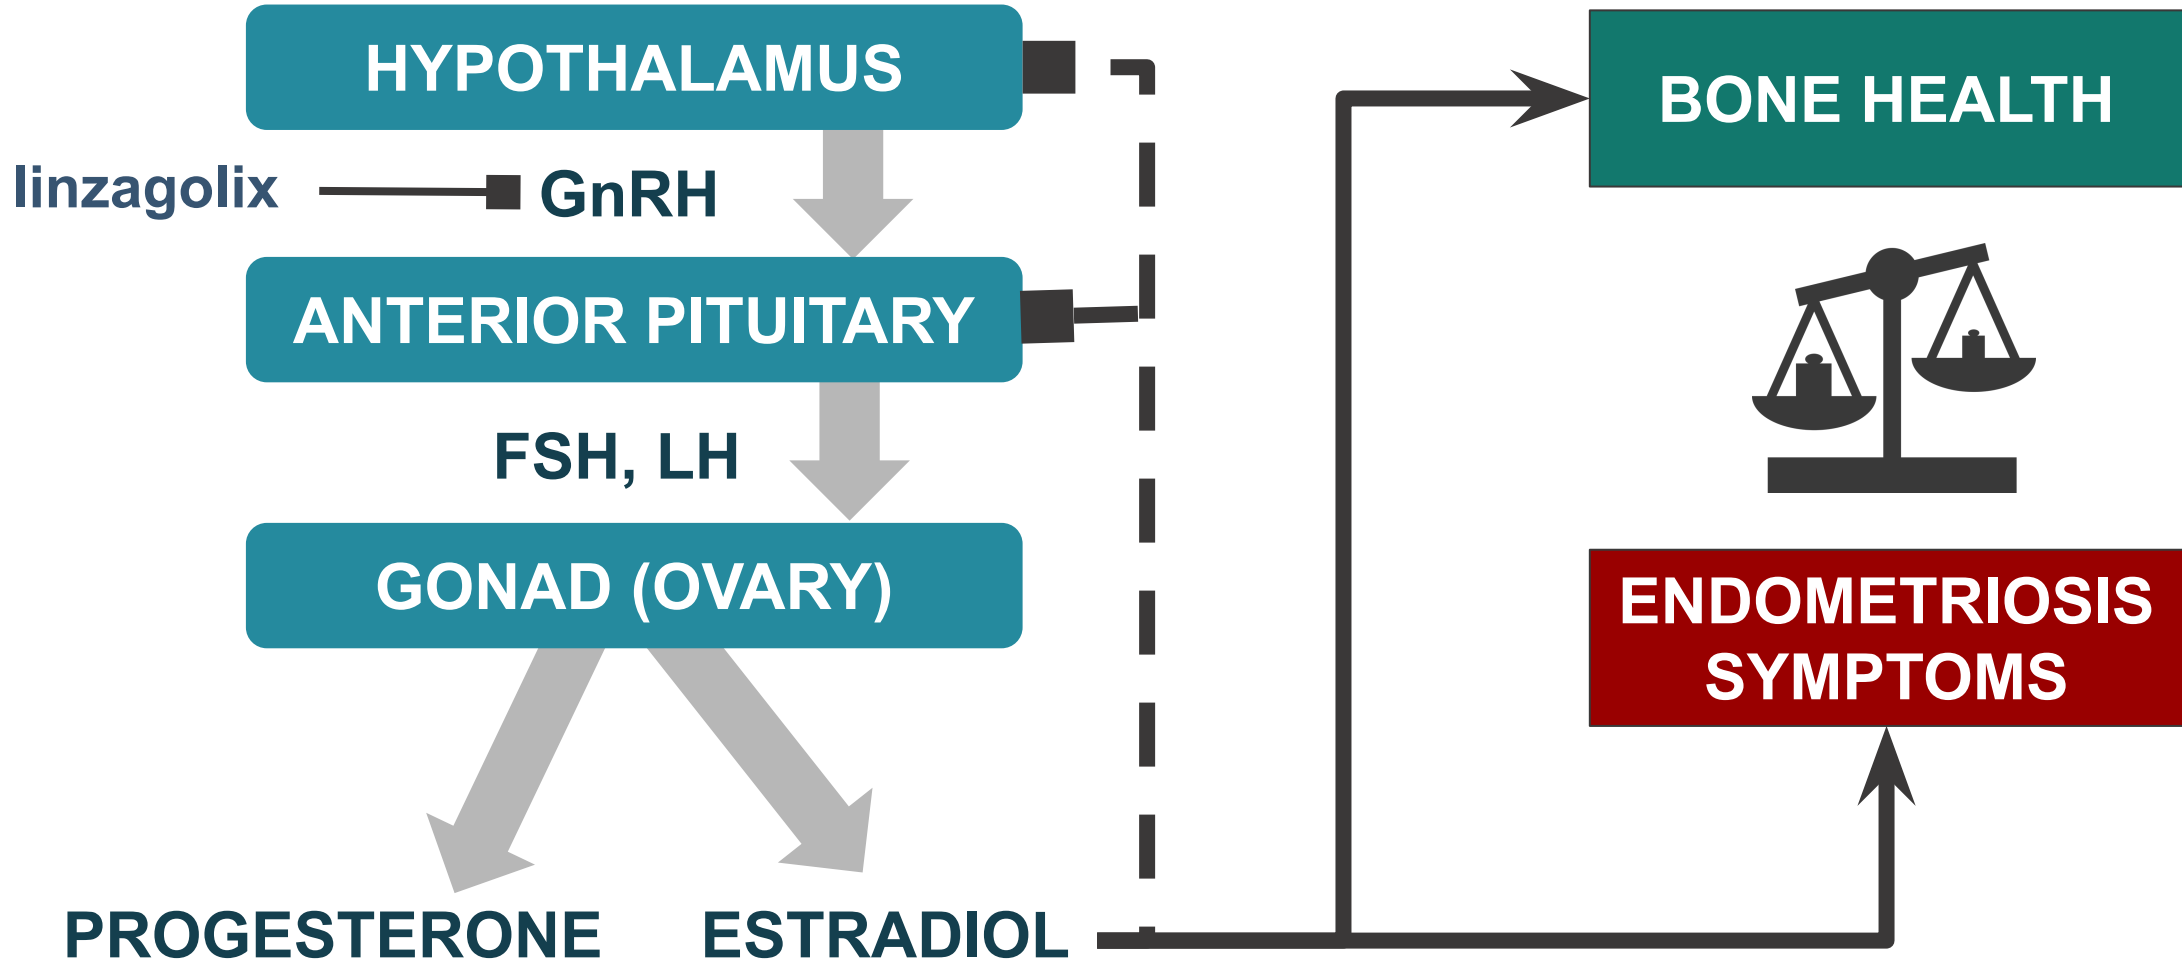 HYPOTHALAMUS
linzagolix
GnRH
ANTERIOR PITUITARY
FSH, LH
GONAD (OVARY)
PROGESTERONE
ESTRADIOL
BONE HEALTH
ENDOMETRIOSIS
SYMPTOMS